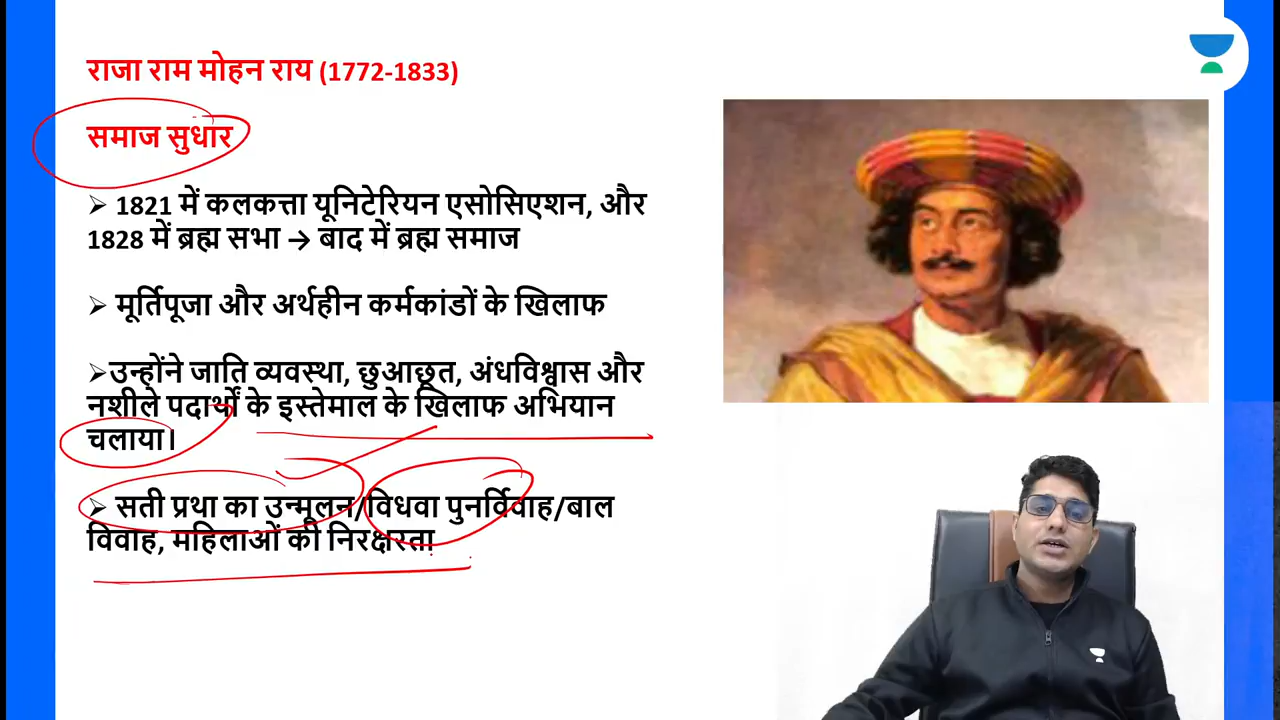 राजा राम मोहन राय (1772-1833)
समाज सुधार
➢ 1821 में कलकत्ता यूनिटेरियन एसोसिएशन, और
1828 में ब्रह्म सभा → बाद में ब्रह्म समाज
➢ मूर्तिपूजा और अर्थहीन कर्मकांडों के खिलाफ
➢उन्होंने जाति व्यवस्था, छुआछूत, अंधविश्वास और
नशीले पदार्थों के इस्तेमाल के खिलाफ अभियान
चलाया।
➢ सती प्रथा का उन्मूलन/विधवा पुनर्विवाह/बाल
विवाह, महिलाओं की निरक्षरता